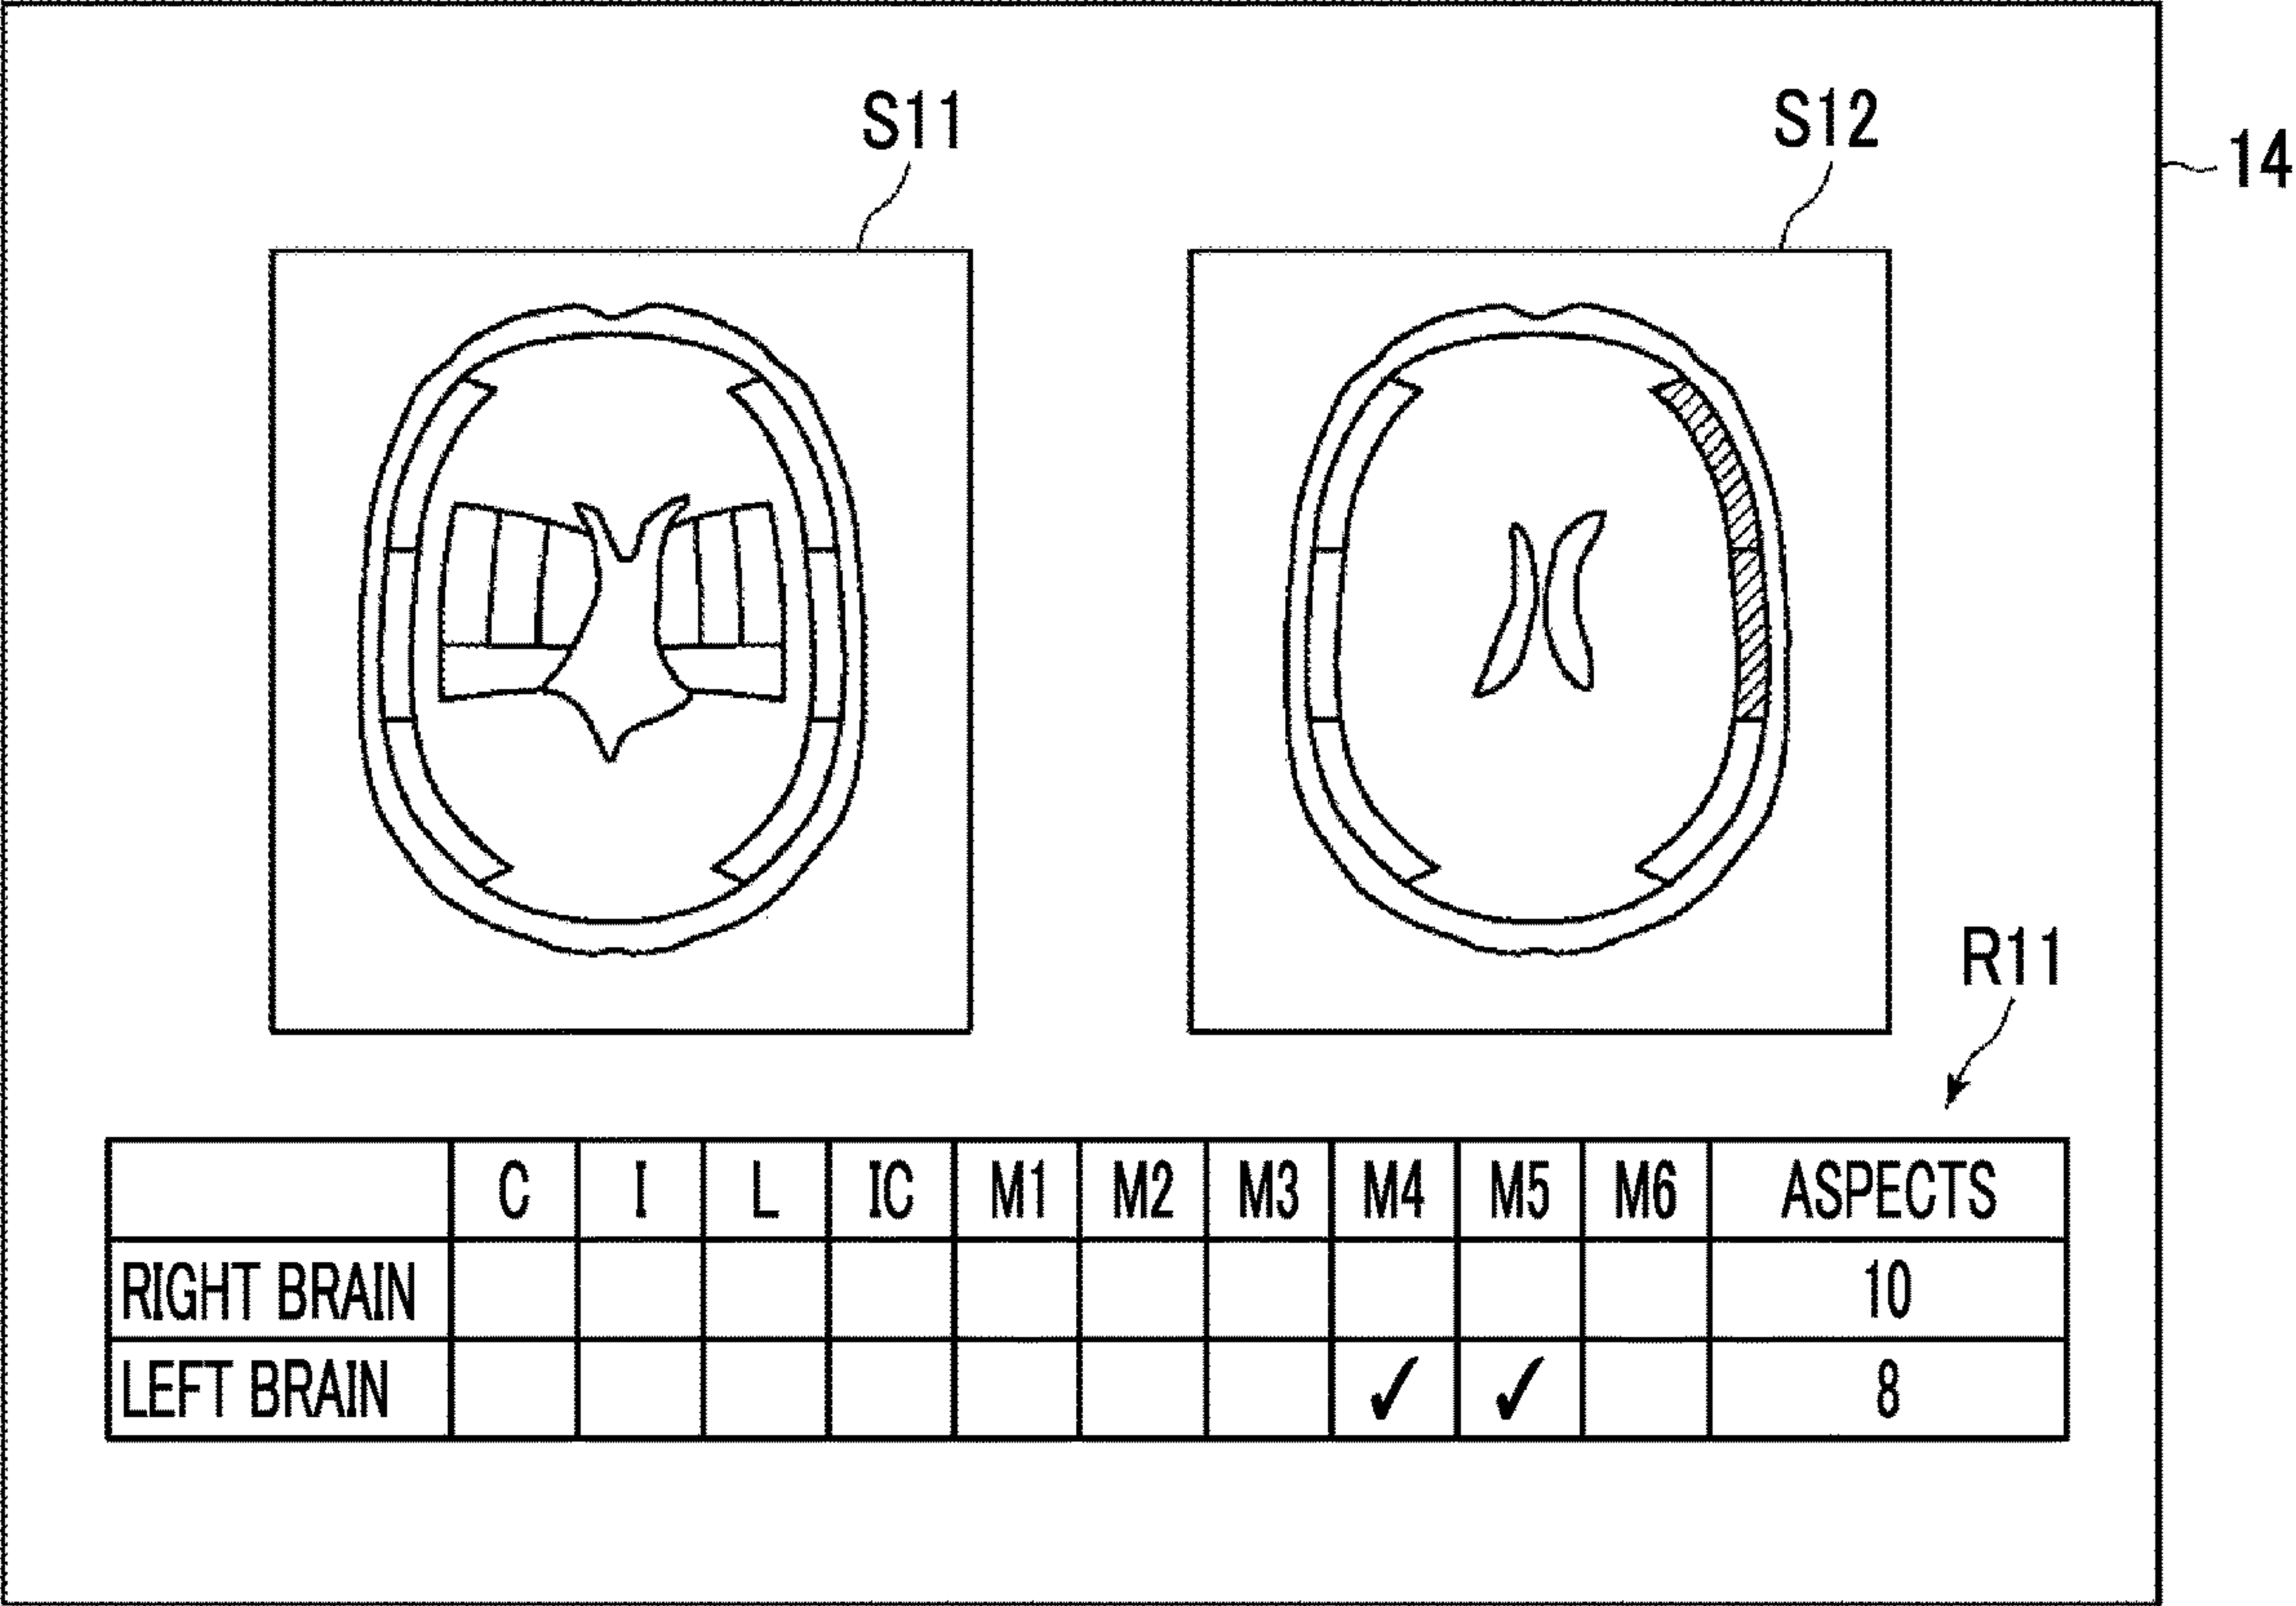 S11
S12
14
R11
C I L IC M1 M2 M3 M4 M5 M6 ASPECTS
RIGHT BRAIN 10
LEFT BRAIN ✓ ✓ 8